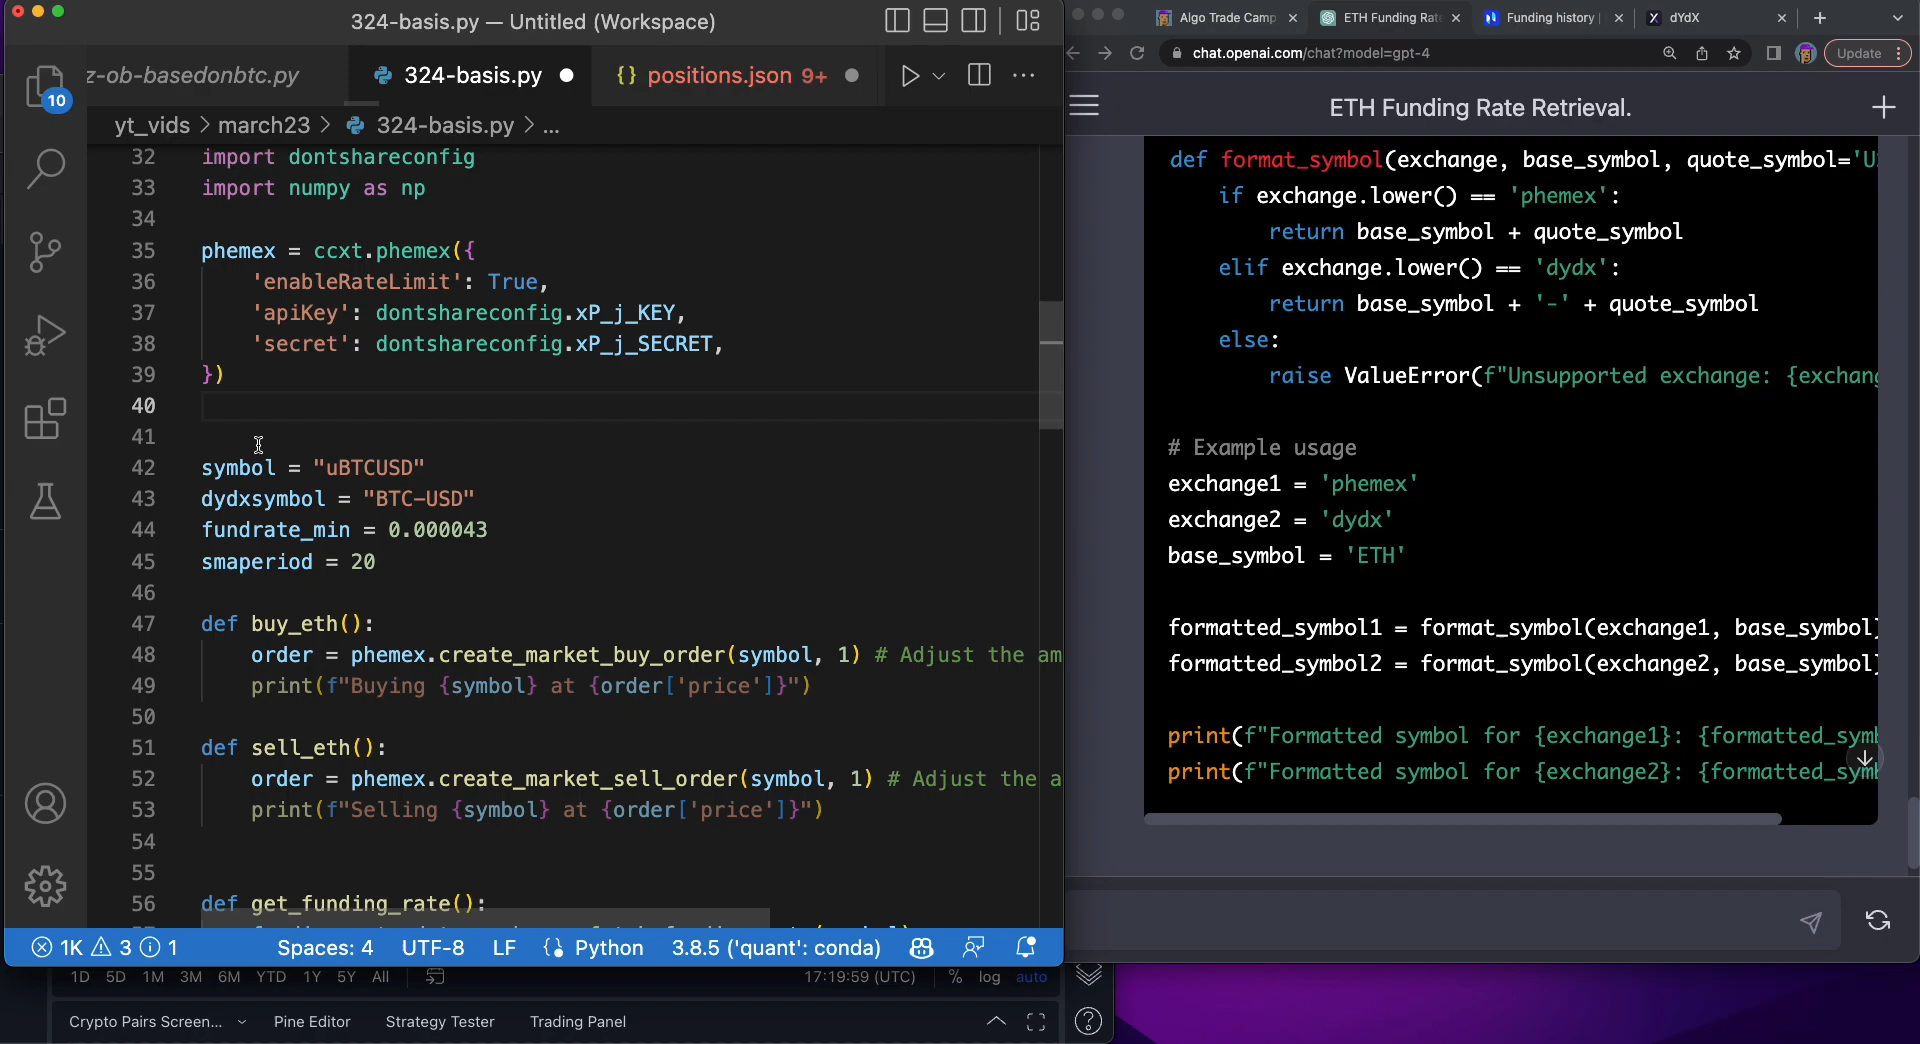 324-basis.py — Untitled (Workspace)
z-ob-basedonbtc.py
324-basis.py
{} positions.json 9+
yt_vids > march23 > 324-basis.py > ...
10
32 import dontshareconfig
33 import numpy as np
34
35 phemex = ccxt.phemex({
36 'enableRateLimit': True,
37 'apiKey': dontshareconfig.xP_j_KEY,
38 'secret': dontshareconfig.xP_j_SECRET,
39 })
40
41
42 symbol = "uBTCUSD"
43 dydxsymbol = "BTC-USD"
44 fundrate_min = 0.000043
45 smaperiod = 20
46
47 def buy_eth():
48 order = phemex.create_market_buy_order(symbol, 1) # Adjust the am
49 print(f"Buying {symbol} at {order['price']}")
50
51 def sell_eth():
52 order = phemex.create_market_sell_order(symbol, 1) # Adjust the a
53 print(f"Selling {symbol} at {order['price']}")
54
55
56 def get_funding_rate():
1K 3 1 Spaces: 4 UTF-8 LF Python 3.8.5 ('quant': conda)
1D 5D 1M 3M 6M YTD 1Y 5Y All 17:19:59 (UTC) % log auto
Crypto Pairs Screen... Pine Editor Strategy Tester Trading Panel
Algo Trade Camp
ETH Funding Rate
Funding history
dYdX
chat.openai.com/chat?model=gpt-4
Update
ETH Funding Rate Retrieval.
def format_symbol(exchange, base_symbol, quote_symbol='U
if exchange.lower() == 'phemex':
return base_symbol + quote_symbol
elif exchange.lower() == 'dydx':
return base_symbol + '-' + quote_symbol
else:
raise ValueError(f"Unsupported exchange: {exchang
# Example usage
exchange1 = 'phemex'
exchange2 = 'dydx'
base_symbol = 'ETH'
formatted_symbol1 = format_symbol(exchange1, base_symbol)
formatted_symbol2 = format_symbol(exchange2, base_symbol)
print(f"Formatted symbol for {exchange1}: {formatted_symb
print(f"Formatted symbol for {exchange2}: {formatted_symb